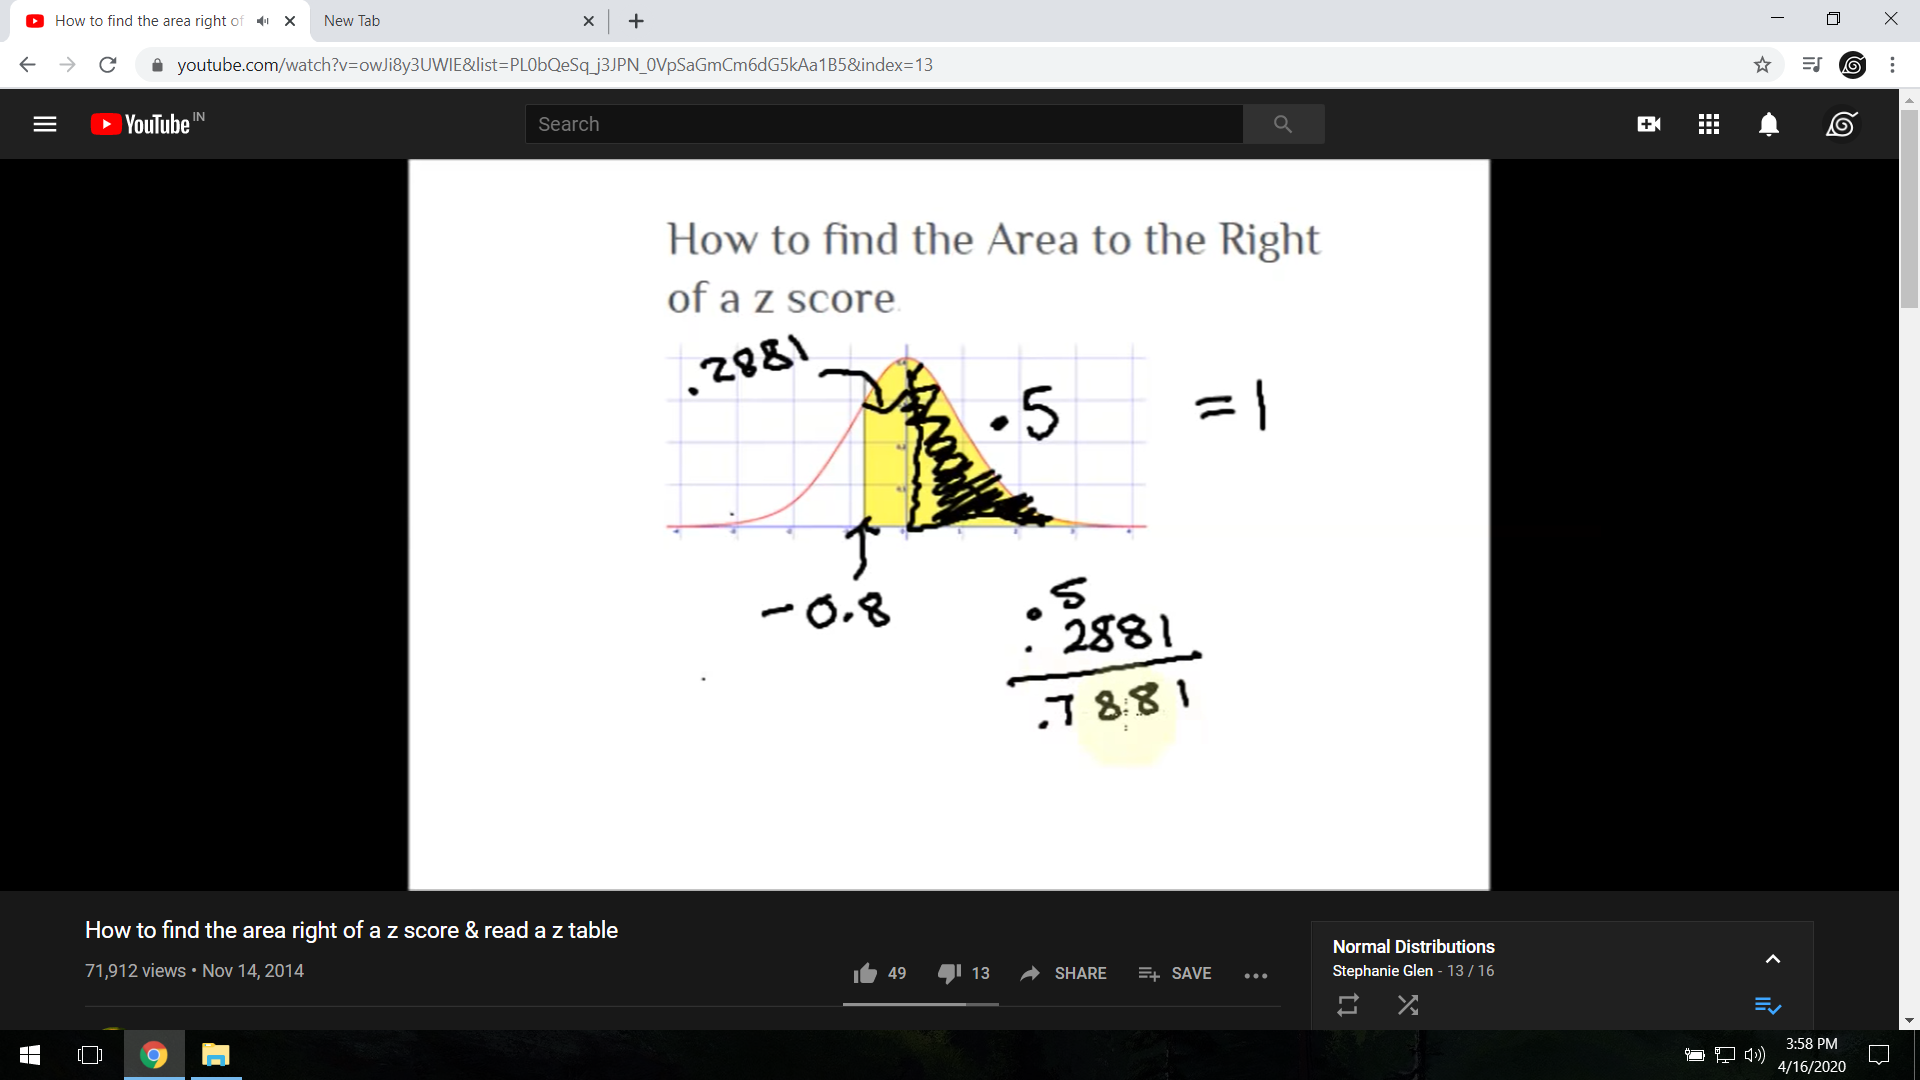 How to find the area right of
New Tab
youtube.com/watch?v=owJi8y3UWIE&list=PL0bQeSq_j3JPN_0VpSaGmCm6dG5kAa1B5&index=13
YouTube IN
Search
How to find the Area to the Right
of a z score
.2881
.5
=1
-0.8
.5
.2881
.7881
How to find the area right of a z score & read a z table
71,912 views • Nov 14, 2014
49 13 SHARE SAVE
Normal Distributions
Stephanie Glen - 13 / 16
3:58 PM
4/16/2020